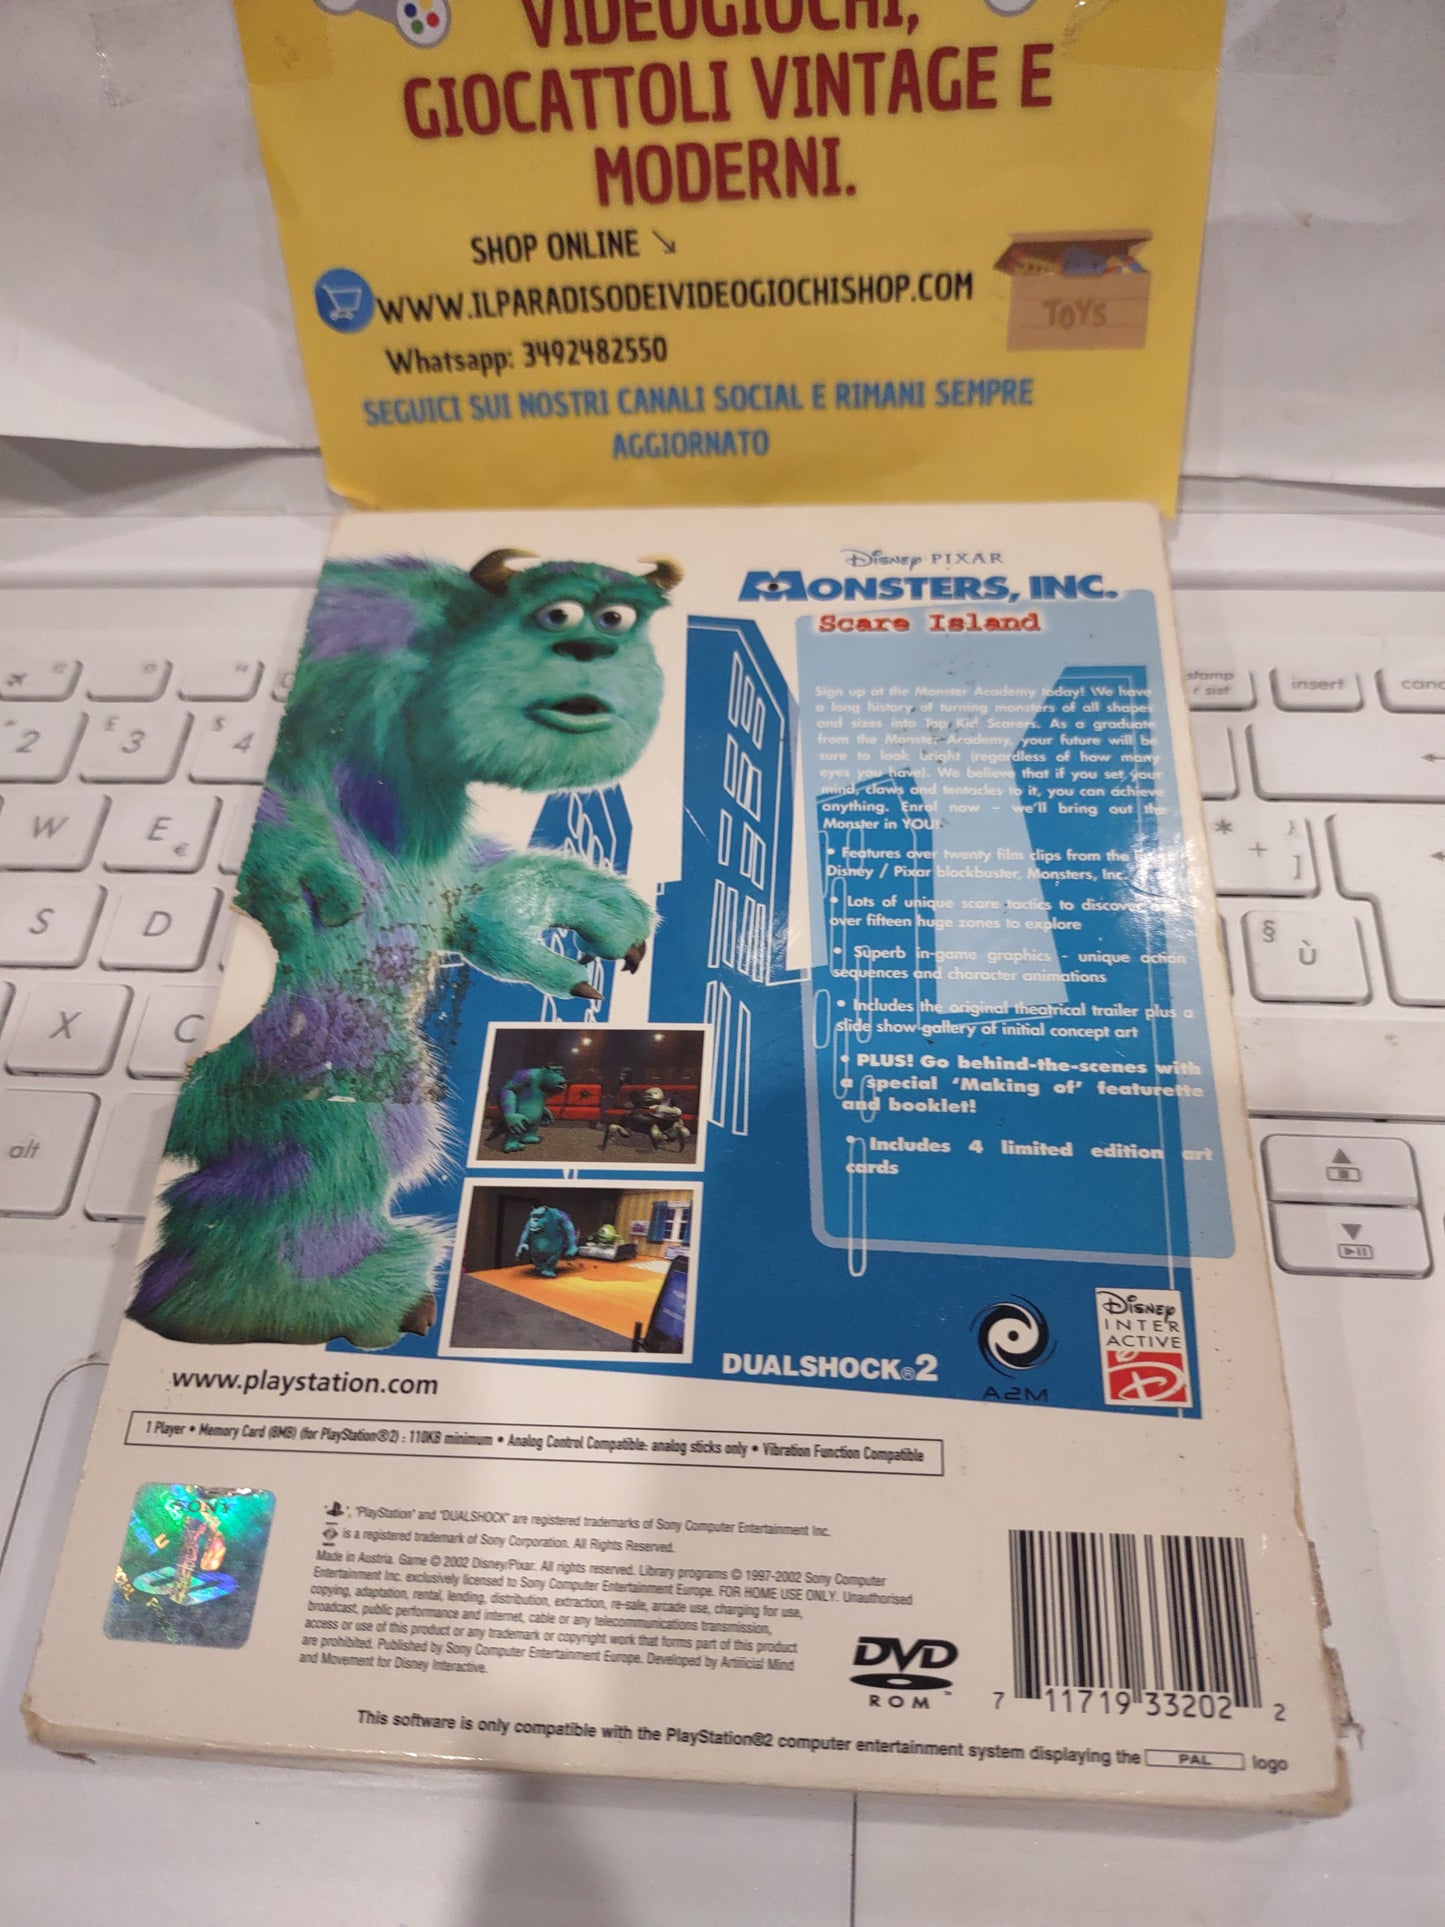 VIDEOGIOCHI,
GIOCATTOLI VINTAGE E
MODERNI.
SHOP ONLINE ↘
WWW.ILPARADISODEIVIDEOGIOCHISHOP.COM
TOYS
Whatsapp: 3492482550
SEGUICI SUI NOSTRI CANALI SOCIAL E RIMANI SEMPRE
AGGIORNATO
Disney·PIXAR
MONSTERS, INC.
Scare Island
Sign up at the Monster Academy today! We have
a long history of turning monsters of all shapes
and sizes into Top Kid Scarers. As a graduate
from the Monster Academy, your future will be
sure to look bright (regardless of how many
eyes you have). We believe that if you set your
mind, claws and tentacles to it, you can achieve
anything. Enrol now – we'll bring out the
Monster in YOU!
• Features over twenty film clips from the
Disney / Pixar blockbuster, Monsters, Inc.
• Lots of unique scare tactics to discover
over fifteen huge zones to explore
• Superb in-game graphics - unique action
sequences and character animations
• Includes the original theatrical trailer plus a
slide show gallery of initial concept art
• PLUS! Go behind-the-scenes with
a special 'Making of' featurette
and booklet!
• Includes 4 limited edition art
cards
DUALSHOCK®2
A2M
Disney
INTER
ACTIVE
www.playstation.com
1 Player • Memory Card (8MB) (for PlayStation®2) : 110KB minimum • Analog Control Compatible: analog sticks only • Vibration Function Compatible
SONY
", "PlayStation" and "DUALSHOCK" are registered trademarks of Sony Computer Entertainment Inc.
is a registered trademark of Sony Corporation. All Rights Reserved.
Made in Austria. Game © 2002 Disney/Pixar. All rights reserved. Library programs © 1997-2002 Sony Computer
Entertainment Inc. exclusively licensed to Sony Computer Entertainment Europe. FOR HOME USE ONLY. Unauthorised
copying, adaptation, rental, lending, distribution, extraction, re-sale, arcade use, charging for use,
broadcast, public performance and internet, cable or any telecommunications transmission,
access or use of this product or any trademark or copyright work that forms part of this product
are prohibited. Published by Sony Computer Entertainment Europe. Developed by Artificial Mind
and Movement for Disney Interactive.
DVD
ROM™
7 11719 33202 2
This software is only compatible with the PlayStation®2 computer entertainment system displaying the PAL logo
stamp
r sist
insert
canc
" 2
£ 3
$ 4
W
E €
* + } ]
S
D
§ ù
X
C
alt